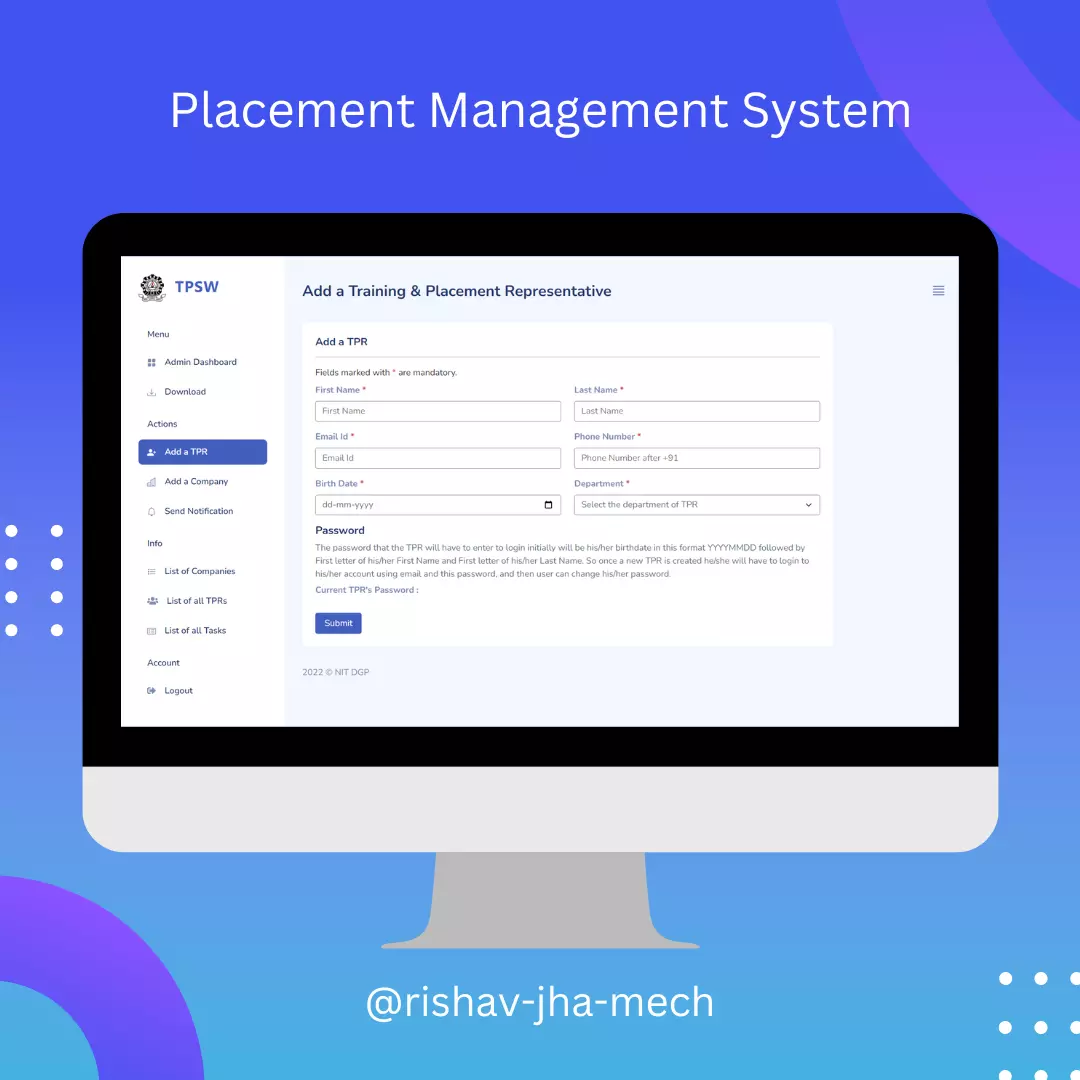 Placement Management System
TPSW
Menu
Admin Dashboard
Download
Actions
Add a TPR
Add a Company
Send Notification
Info
List of Companies
List of all TPRs
List of all Tasks
Account
Logout
Add a Training & Placement Representative
Add a TPR
Fields marked with * are mandatory.
First Name *
First Name
Last Name *
Last Name
Email Id *
Email Id
Phone Number *
Phone Number after +91
Birth Date *
dd-mm-yyyy
Department *
Select the department of TPR
Password
The password that the TPR will have to enter to login initially will be his/her birthdate in this format YYYYMMDD followed by
First letter of his/her First Name and First letter of his/her Last Name. So once a new TPR is created he/she will have to login to
his/her account using email and this password, and then user can change his/her password.
Current TPR's Password :
Submit
2022 © NIT DGP
@rishav-jha-mech